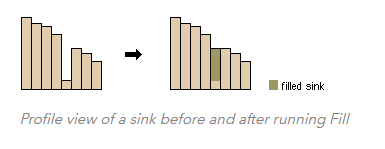 filled sink
Profile view of a sink before and after running Fill